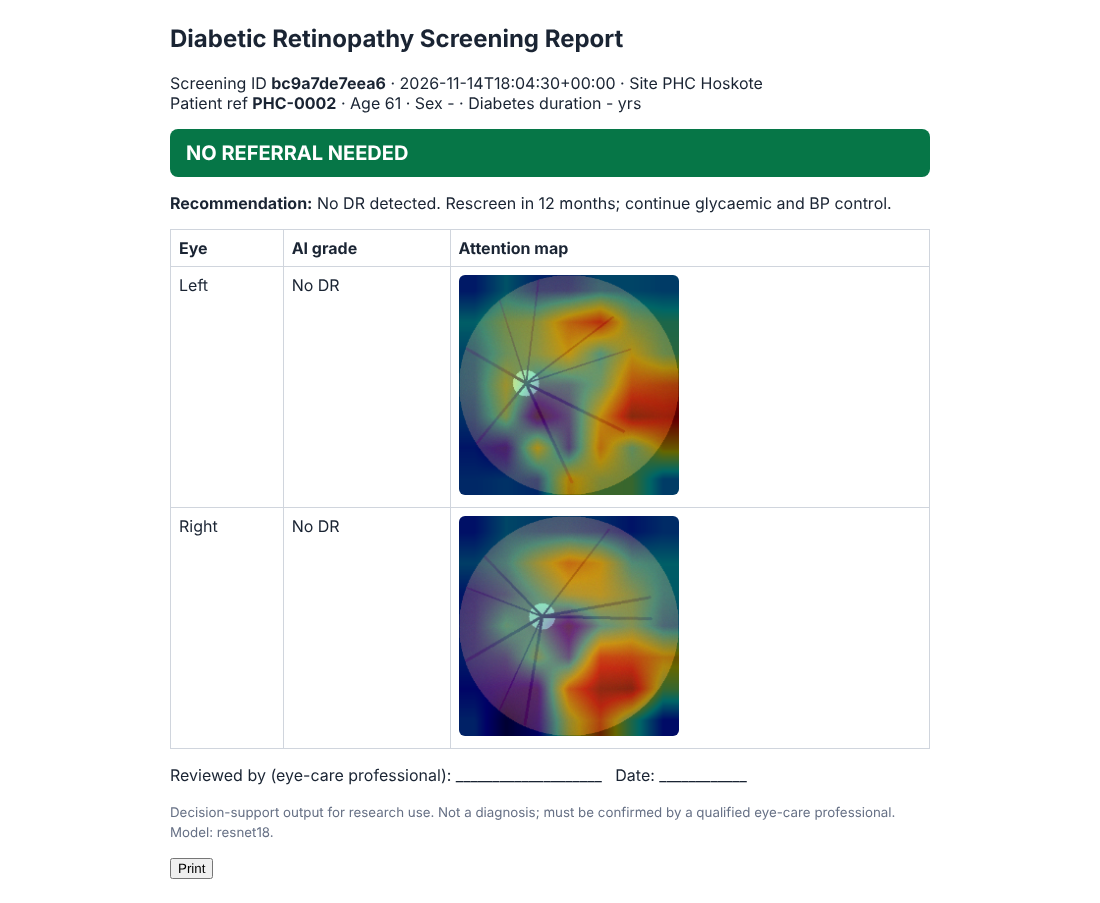 Diabetic Retinopathy Screening Report
Screening ID bc9a7de7eea6 · 2026-11-14T18:04:30+00:00 · Site PHC Hoskote
Patient ref PHC-0002 · Age 61 · Sex - · Diabetes duration - yrs
NO REFERRAL NEEDED
Recommendation: No DR detected. Rescreen in 12 months; continue glycaemic and BP control.
Eye AI grade Attention map
Left No DR
Right No DR
Reviewed by (eye-care professional): ____________________ Date: ____________
Decision-support output for research use. Not a diagnosis; must be confirmed by a qualified eye-care professional.
Model: resnet18.
Print